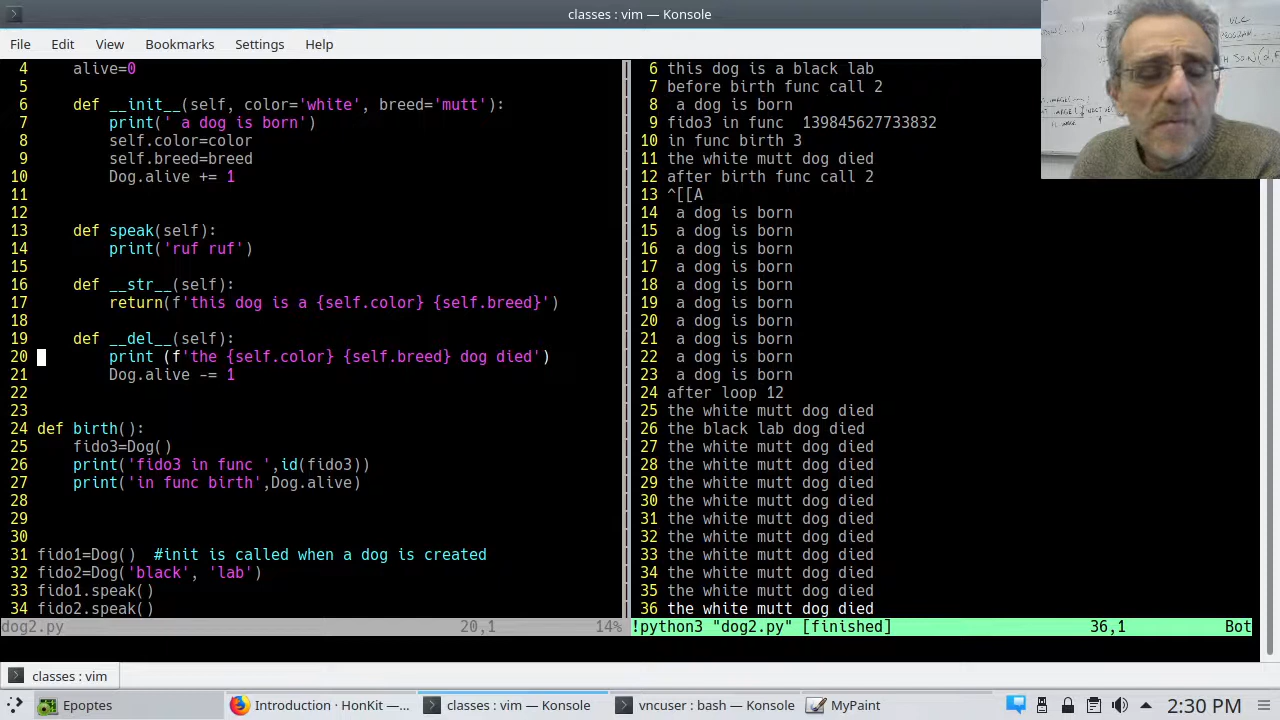 classes : vim — Konsole
File Edit View Bookmarks Settings Help
4 alive=0
5
6 def __init__(self, color='white', breed='mutt'):
7 print(' a dog is born')
8 self.color=color
9 self.breed=breed
10 Dog.alive += 1
11
12
13 def speak(self):
14 print('ruf ruf')
15
16 def __str__(self):
17 return(f'this dog is a {self.color} {self.breed}')
18
19 def __del__(self):
20 print (f'the {self.color} {self.breed} dog died')
21 Dog.alive -= 1
22
23
24 def birth():
25 fido3=Dog()
26 print('fido3 in func ',id(fido3))
27 print('in func birth',Dog.alive)
28
29
30
31 fido1=Dog() #init is called when a dog is created
32 fido2=Dog('black', 'lab')
33 fido1.speak()
34 fido2.speak()
dog2.py 20,1 14%
6 this dog is a black lab
7 before birth func call 2
8 a dog is born
9 fido3 in func 139845627733832
10 in func birth 3
11 the white mutt dog died
12 after birth func call 2
13 ^[[A
14 a dog is born
15 a dog is born
16 a dog is born
17 a dog is born
18 a dog is born
19 a dog is born
20 a dog is born
21 a dog is born
22 a dog is born
23 a dog is born
24 after loop 12
25 the white mutt dog died
26 the black lab dog died
27 the white mutt dog died
28 the white mutt dog died
29 the white mutt dog died
30 the white mutt dog died
31 the white mutt dog died
32 the white mutt dog died
33 the white mutt dog died
34 the white mutt dog died
35 the white mutt dog died
36 the white mutt dog died
!python3 "dog2.py" [finished] 36,1 Bot
classes : vim
Epoptes Introduction · HonKit —... classes : vim — Konsole vncuser : bash — Konsole MyPaint 2:30 PM